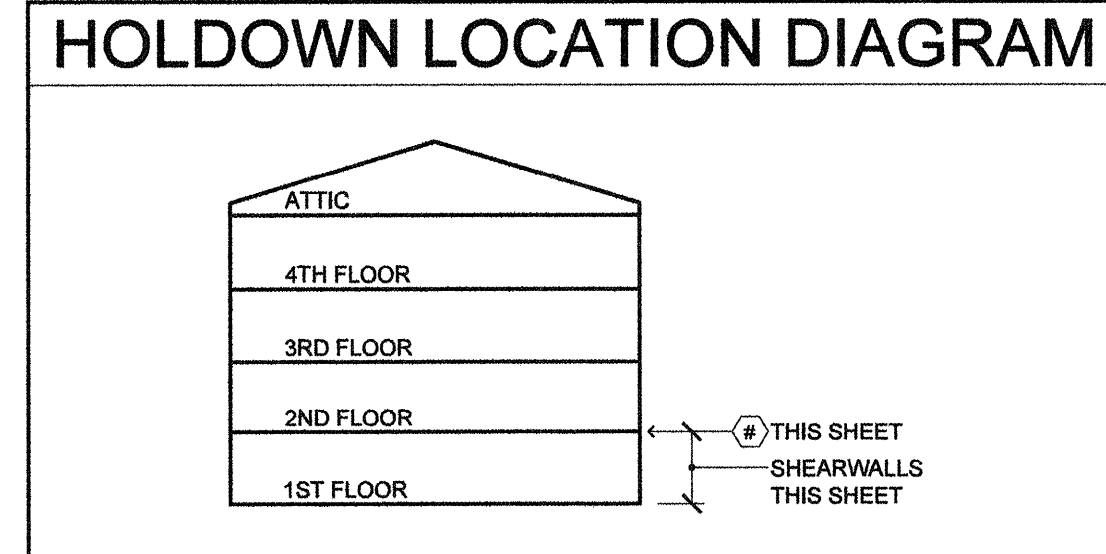 HOLDOWN LOCATION DIAGRAM
ATTIC
4TH FLOOR
3RD FLOOR
2ND FLOOR
# THIS SHEET
SHEARWALLS
THIS SHEET
1ST FLOOR